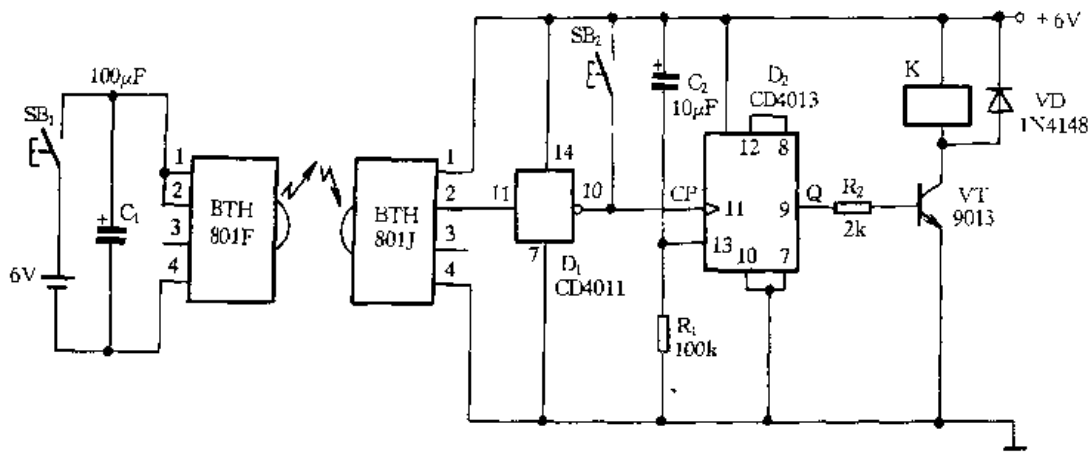 SB₁
100μF
C₁
+
6V
1
2
3
4
BTH
801F
BTH
801J
1
2
3
4
11
14
7
10
D₁
CD4011
SB₂
+
C₂
10μF
R₁
100k
CP
D₂
CD4013
12
8
11
9
13
10
7
Q
R₂
2k
K
VD
1N4148
VT
9013
+6V